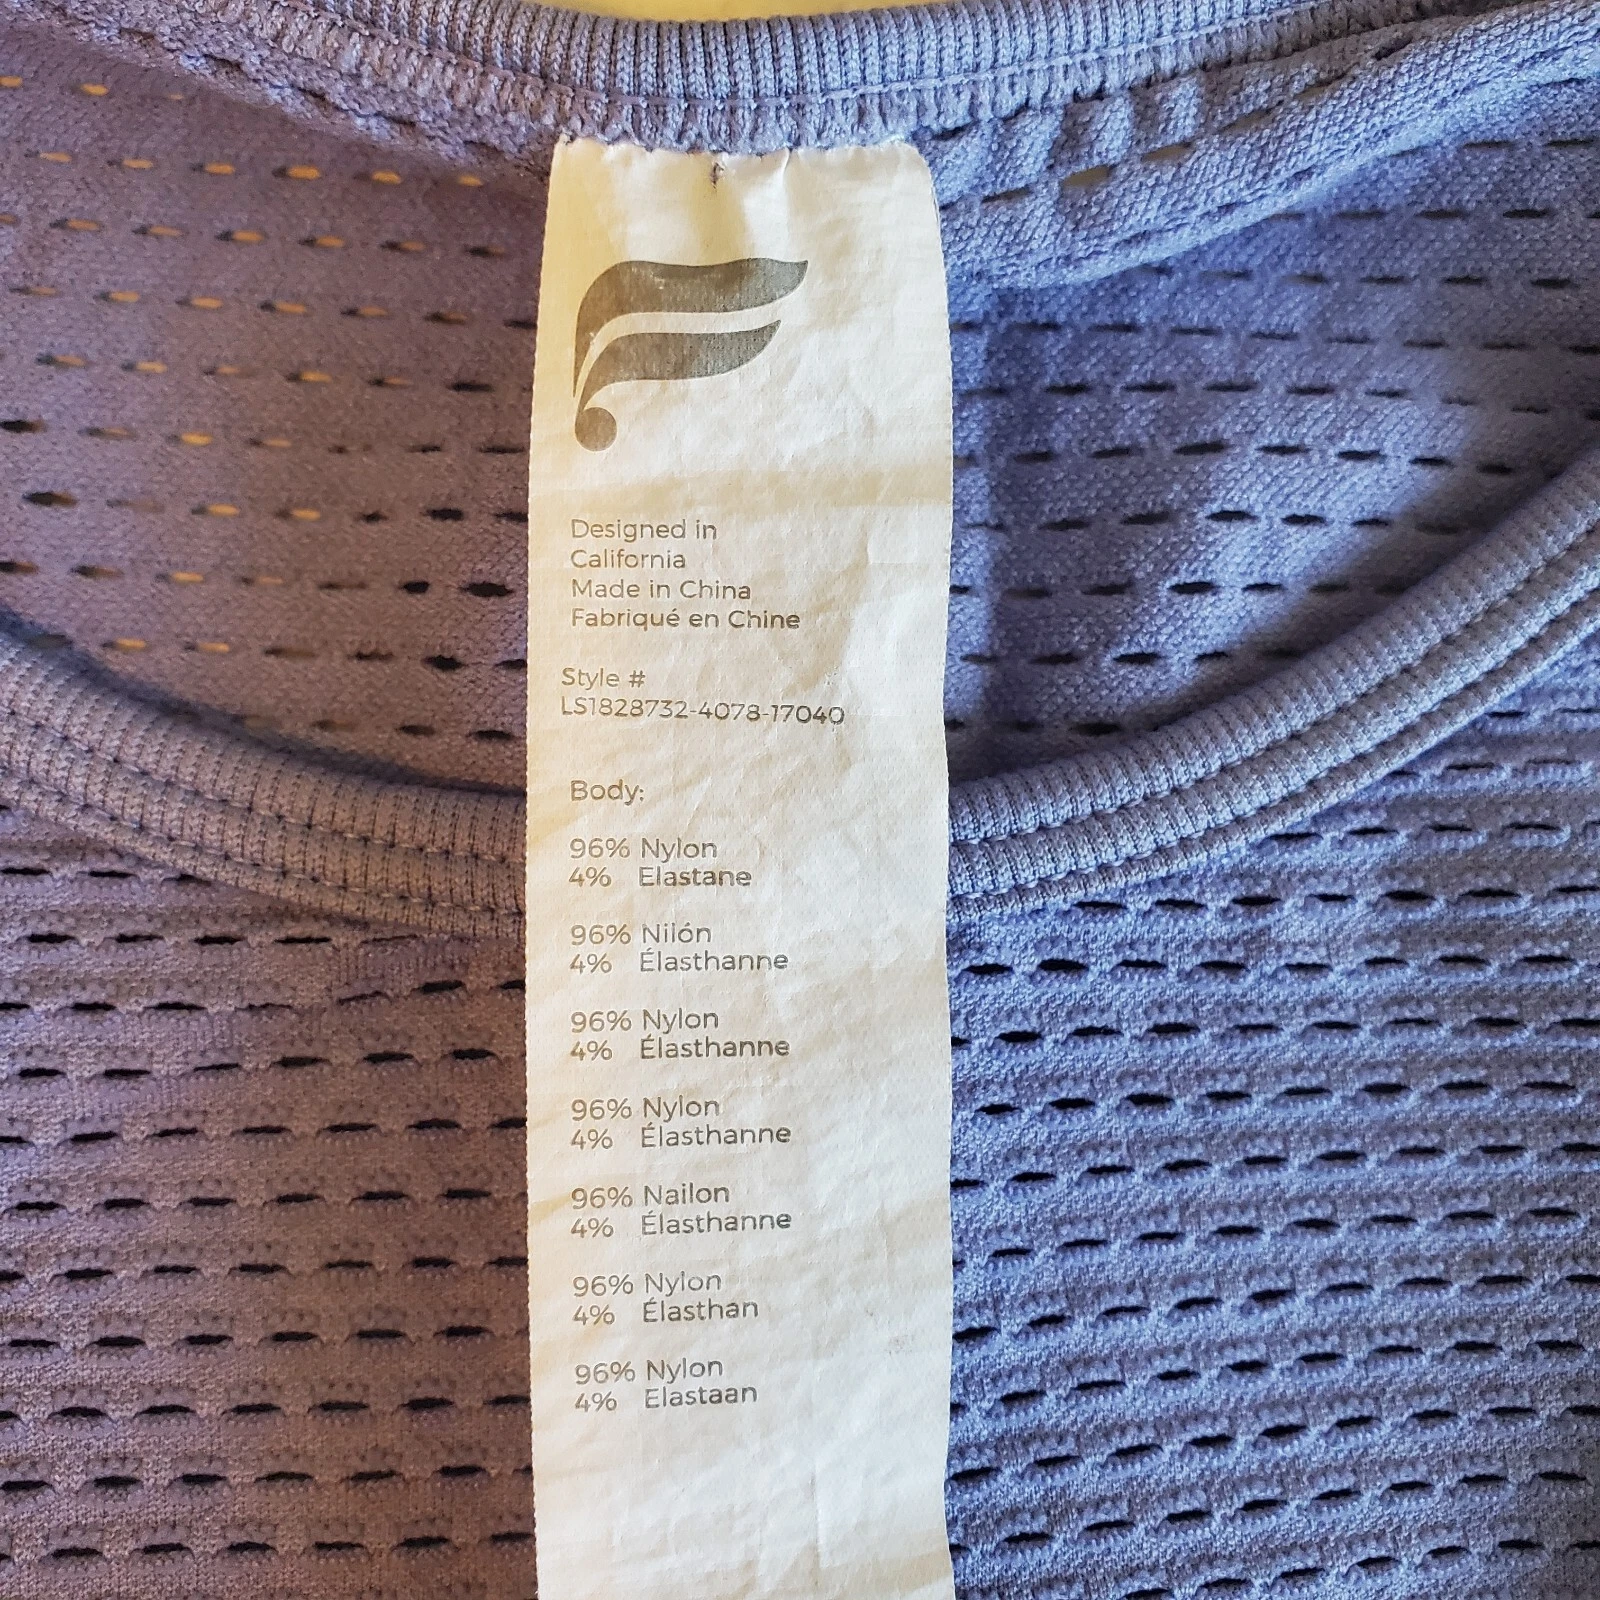 Designed in
California
Made in China
Fabriqué en Chine
Style #
LS1828732-4078-17040
Body:
96% Nylon
4% Elastane
96% Nilón
4% Élasthanne
96% Nylon
4% Élasthanne
96% Nylon
4% Élasthanne
96% Nailon
4% Élasthanne
96% Nylon
4% Élasthan
96% Nylon
4% Elastaan